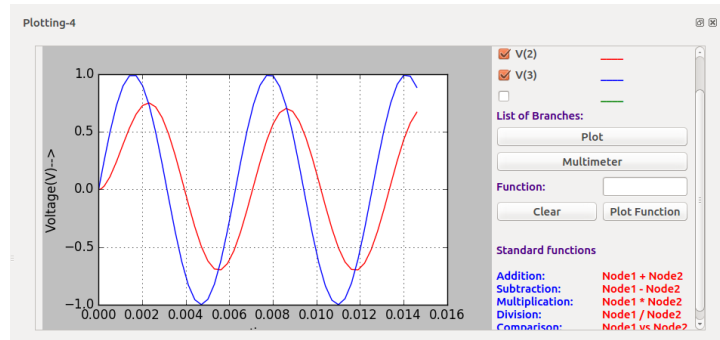 Plotting-4
V(2)
V(3)
List of Branches:
Plot
Multimeter
Function:
Clear Plot Function
Standard functions
Addition: Node1 + Node2
Subtraction: Node1 - Node2
Multiplication: Node1 * Node2
Division: Node1 / Node2
Comparison: Node1 vs Node2
Voltage(V)-->
1.0
0.5
0.0
−0.5
−1.0
0.000 0.002 0.004 0.006 0.008 0.010 0.012 0.014 0.016